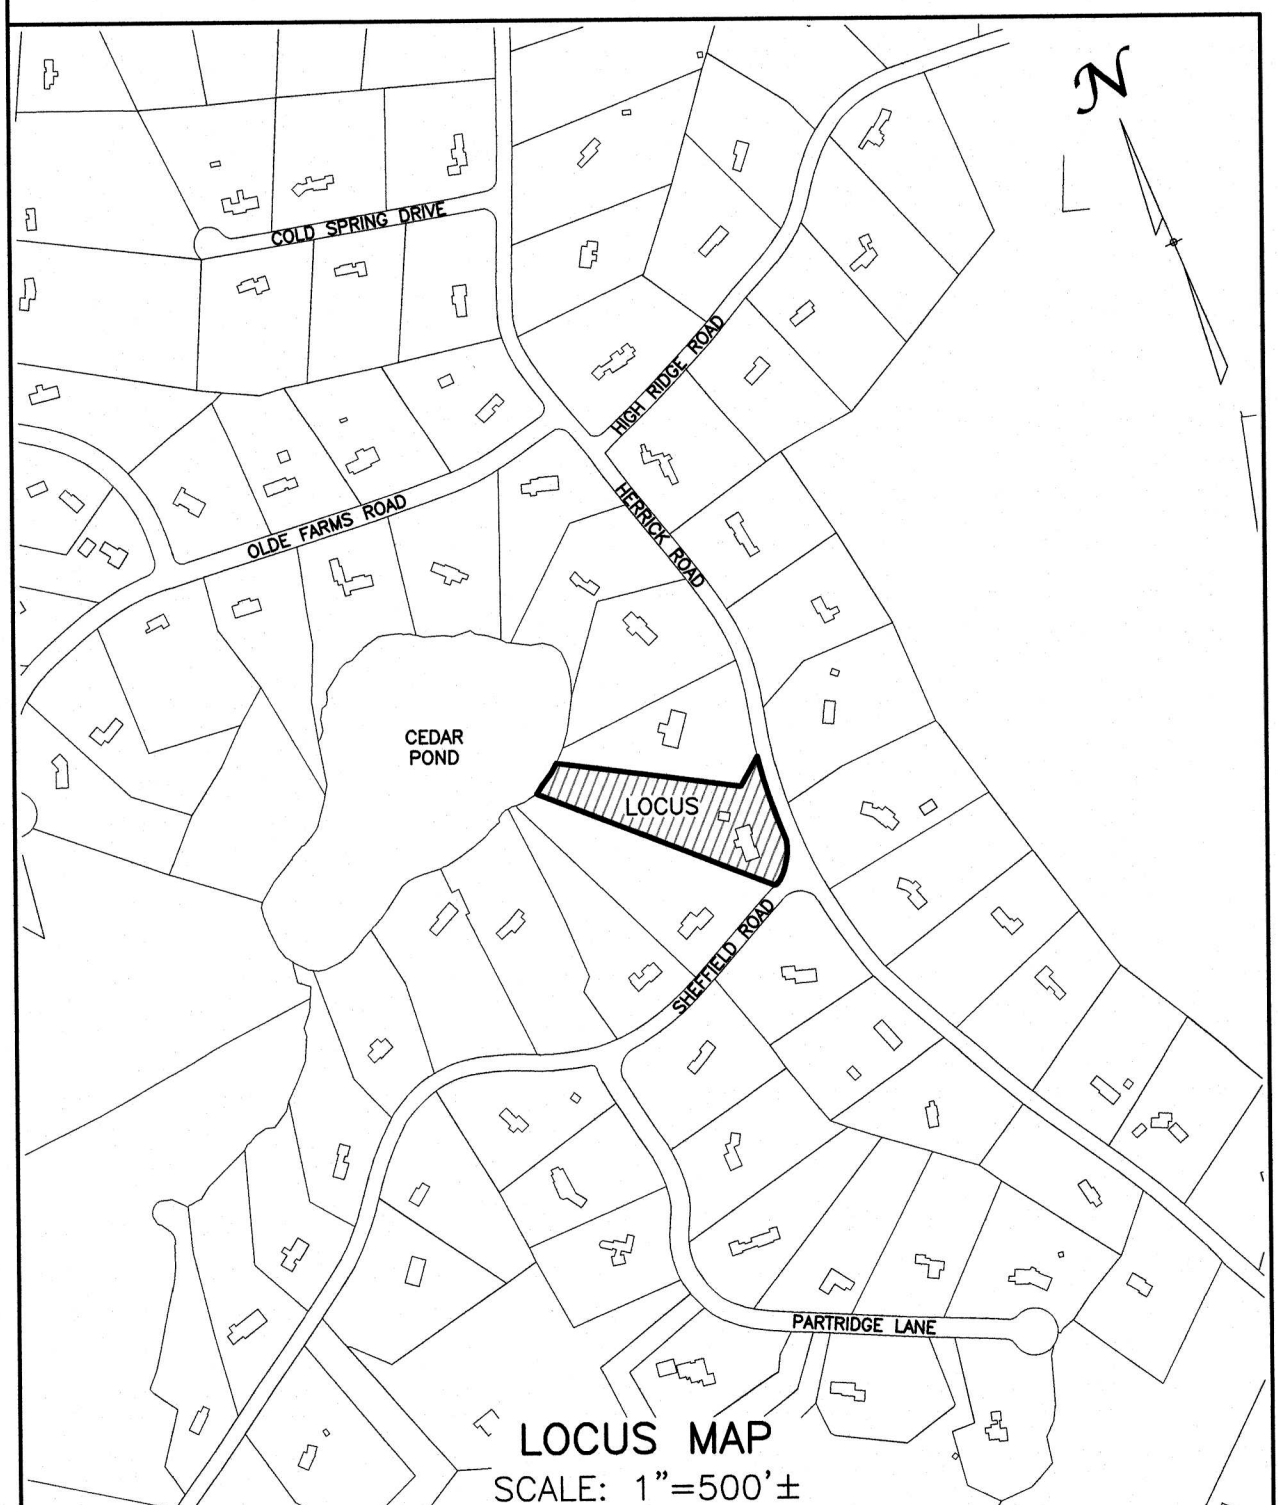 N
COLD SPRING DRIVE
HIGH RIDGE ROAD
HERRICK ROAD
OLDE FARMS ROAD
CEDAR
POND
LOCUS
SHEFFIELD ROAD
PARTRIDGE LANE
LOCUS MAP
SCALE: 1"=500'±